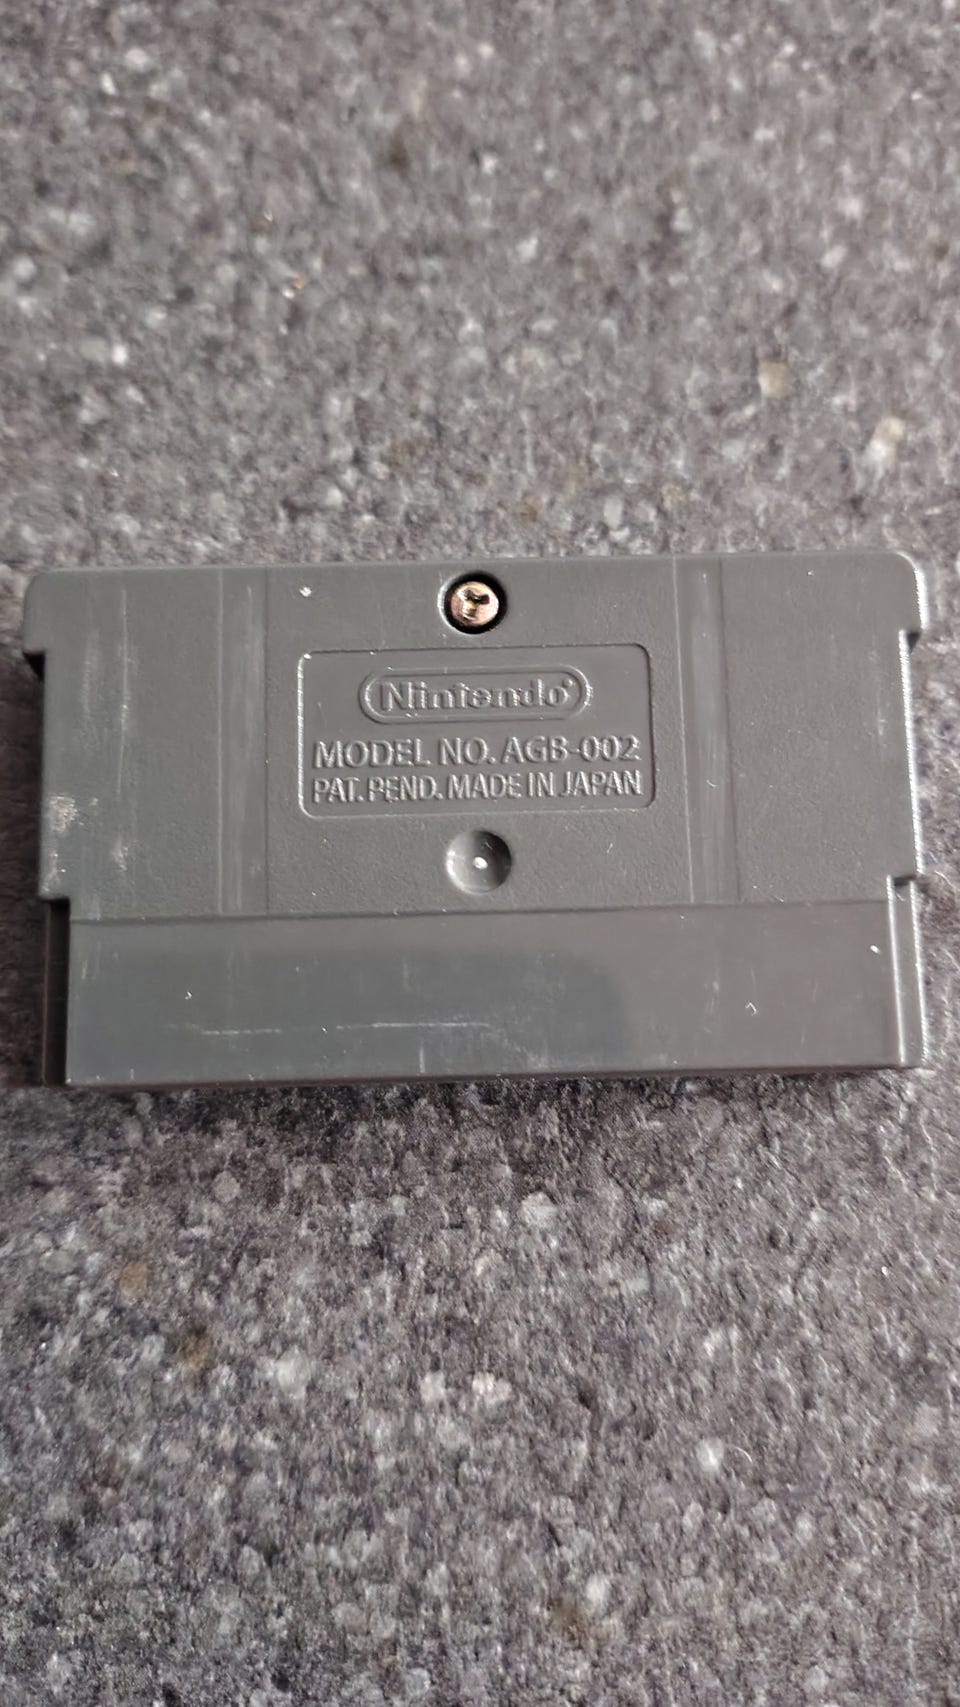 Nintendo
MODEL NO. AGB-002
PAT. PEND. MADE IN JAPAN